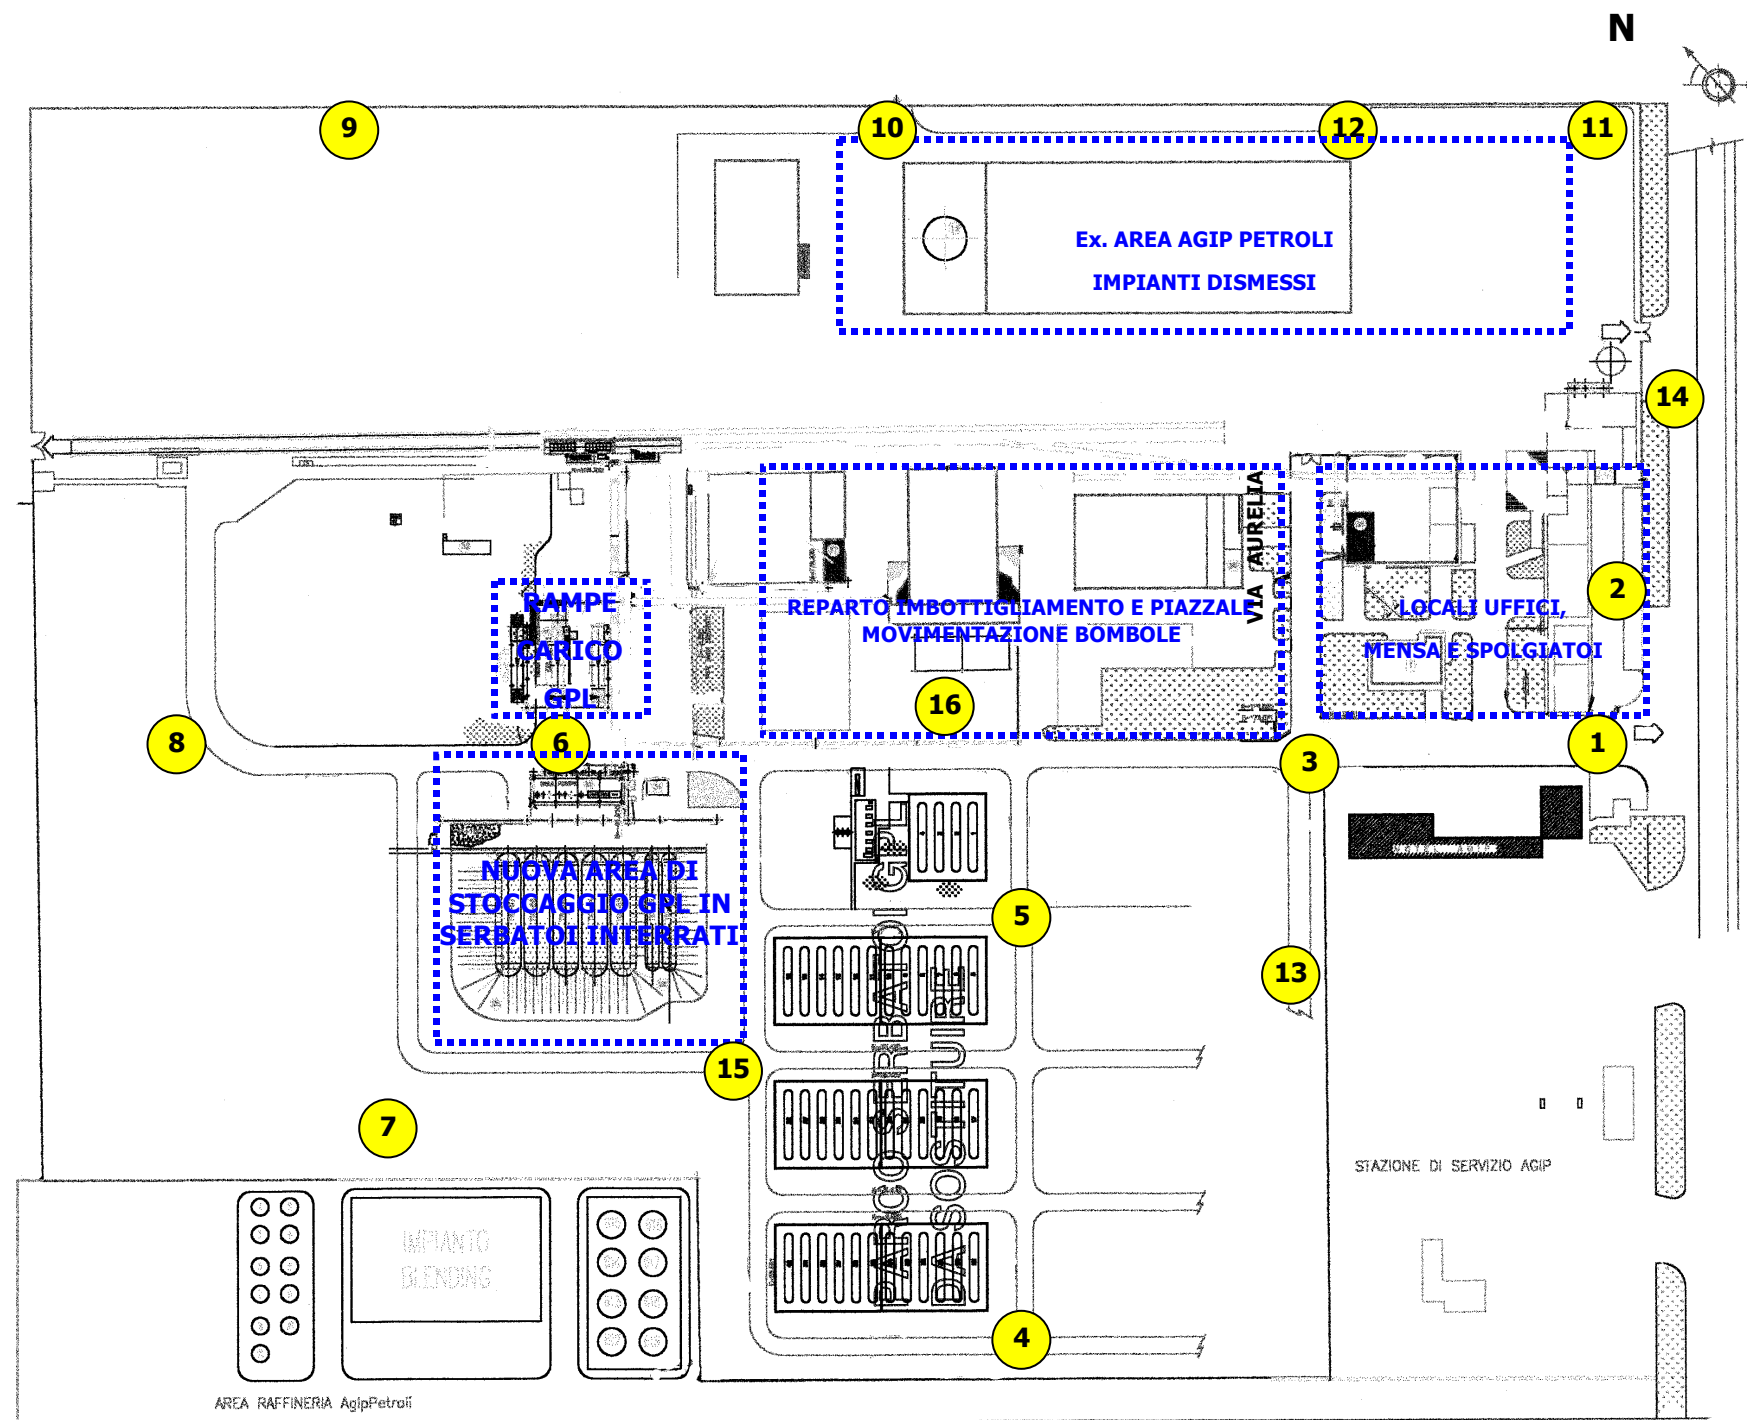 N
9
10
12
11
Ex. AREA AGIP PETROLI
IMPIANTI DISMESSI
14
VIA AURELIA
RAMPE
CARICO
GPL
REPARTO IMBOTTIGLIAMENTO E PIAZZALE
MOVIMENTAZIONE BOMBOLE
2
LOCALI UFFICI,
MENSA E SPOLGIATOI
16
8
6
3
1
NUOVA AREA DI
STOCCAGGIO GPL IN
SERBATOI INTERRATI
5
13
15
7
PARCO SERBATOI GPL
DA SOSTITUIRE
STAZIONE DI SERVIZIO AGIP
IMPIANTO
BLENDING
4
AREA RAFFINERIA AgipPetroli